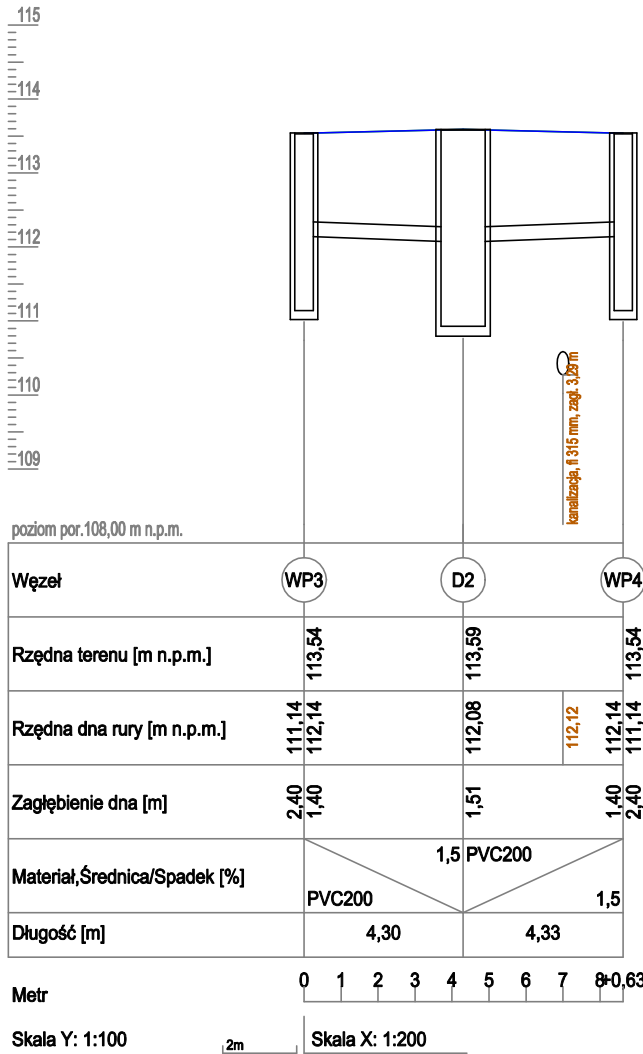 115
114
113
112
111
110
109
kanalizacja, fi 315 mm, zagł. 3,29 m
poziom por.108,00 m n.p.m.
Węzeł WP3 D2 WP4
Rzędna terenu [m n.p.m.] 113,54 113,59 113,54
Rzędna dna rury [m n.p.m.] 111,14 112,14 112,08 112,12 112,14 111,14
Zagłębienie dna [m] 2,40 1,40 1,51 1,40 2,40
1,5 PVC200
Materiał,Średnica/Spadek [%]
PVC200 1,5
Długość [m] 4,30 4,33
Metr 0 1 2 3 4 5 6 7 8 +0,63
Skala Y: 1:100 2m Skala X: 1:200